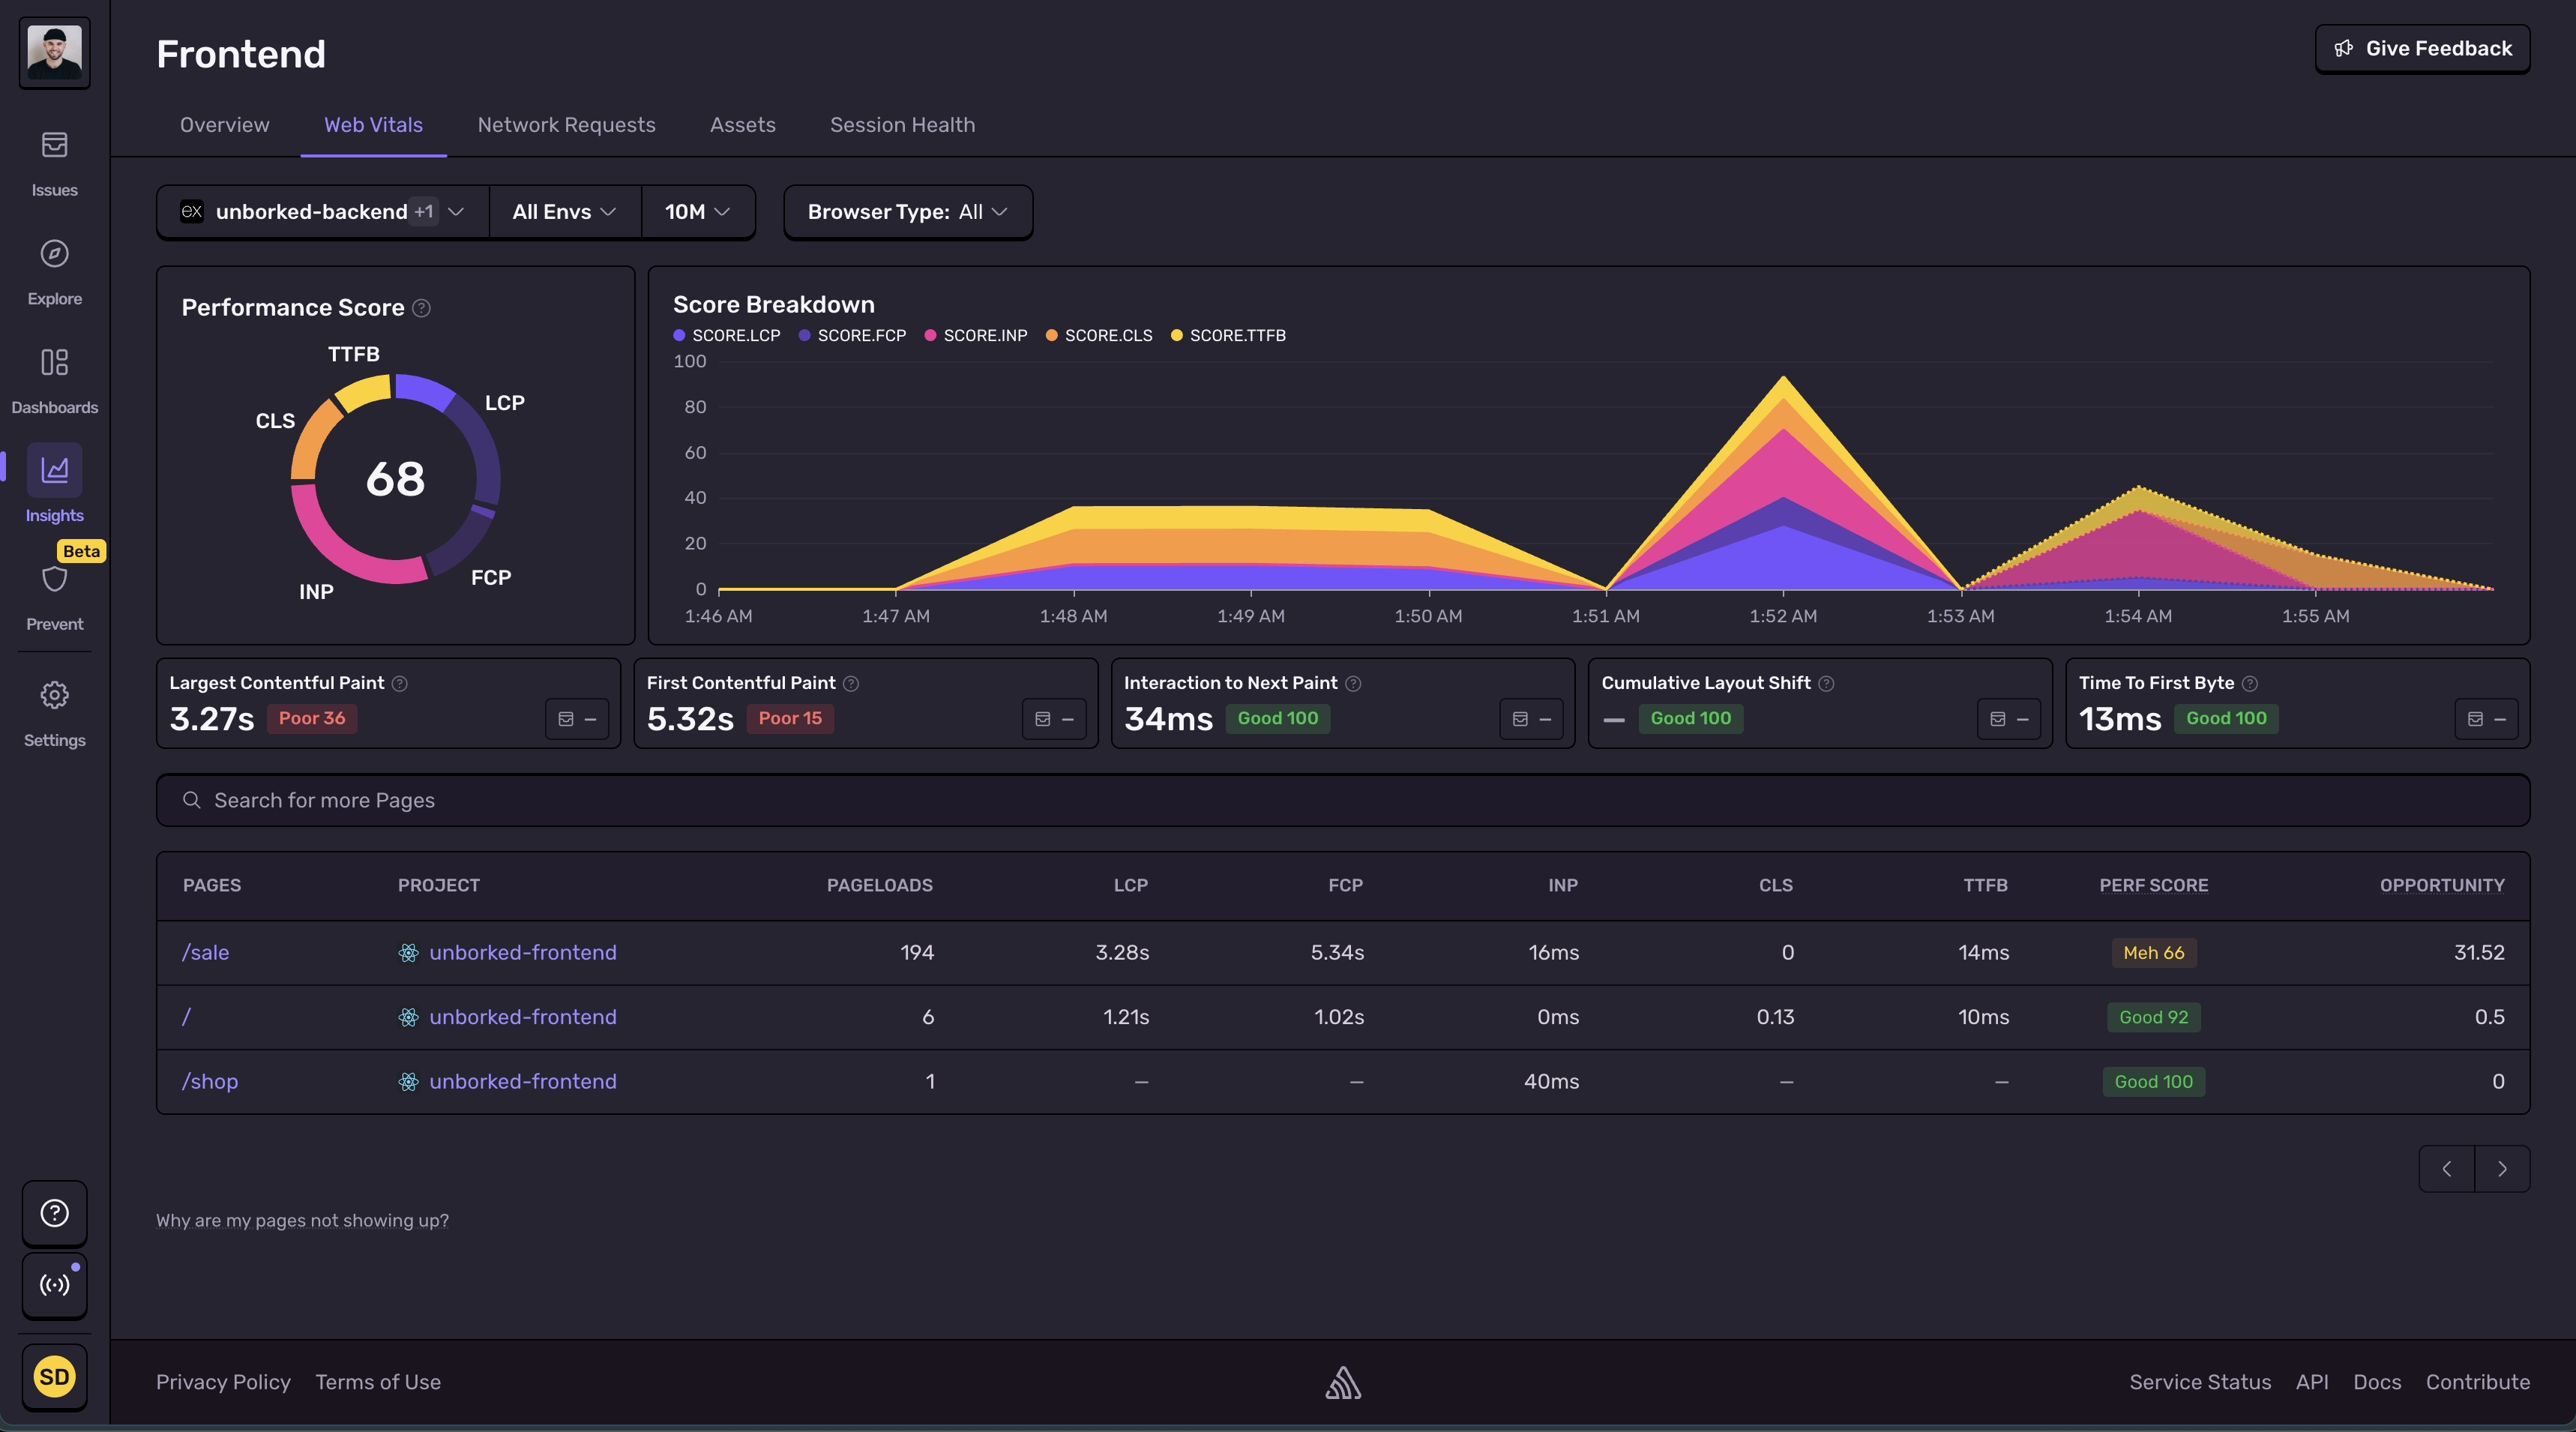 Frontend
Give Feedback
Overview
Web Vitals
Network Requests
Assets
Session Health
Issues
Explore
Dashboards
Insights
Beta
Prevent
Settings
ex unborked-backend +1
All Envs
10M
Browser Type: All
Performance Score ?
TTFB
LCP
CLS
68
INP
FCP
Score Breakdown
SCORE.LCP SCORE.FCP SCORE.INP SCORE.CLS SCORE.TTFB
100
80
60
40
20
0
1:46 AM 1:47 AM 1:48 AM 1:49 AM 1:50 AM 1:51 AM 1:52 AM 1:53 AM 1:54 AM 1:55 AM
Largest Contentful Paint ?
3.27s Poor 36 –
First Contentful Paint ?
5.32s Poor 15 –
Interaction to Next Paint ?
34ms Good 100 –
Cumulative Layout Shift ?
— Good 100 –
Time To First Byte ?
13ms Good 100 –
Search for more Pages
PAGES PROJECT PAGELOADS LCP FCP INP CLS TTFB PERF SCORE OPPORTUNITY
/sale unborked-frontend 194 3.28s 5.34s 16ms 0 14ms Meh 66 31.52
/ unborked-frontend 6 1.21s 1.02s 0ms 0.13 10ms Good 92 0.5
/shop unborked-frontend 1 — — 40ms — — Good 100 0
Why are my pages not showing up?
?
SD
Privacy Policy Terms of Use
Service Status API Docs Contribute